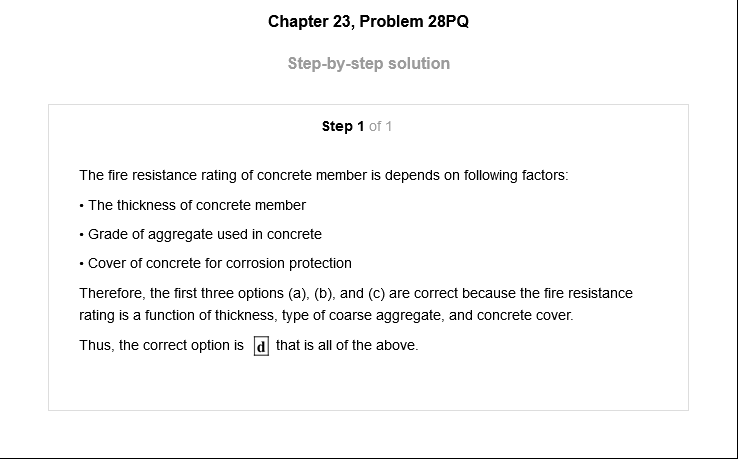 Chapter 23, Problem 28PQ
Step-by-step solution
Step 1 of 1
The fire resistance rating of concrete member is depends on following factors:
• The thickness of concrete member
• Grade of aggregate used in concrete
• Cover of concrete for corrosion protection
Therefore, the first three options (a), (b), and (c) are correct because the fire resistance
rating is a function of thickness, type of coarse aggregate, and concrete cover.
Thus, the correct option is d that is all of the above.